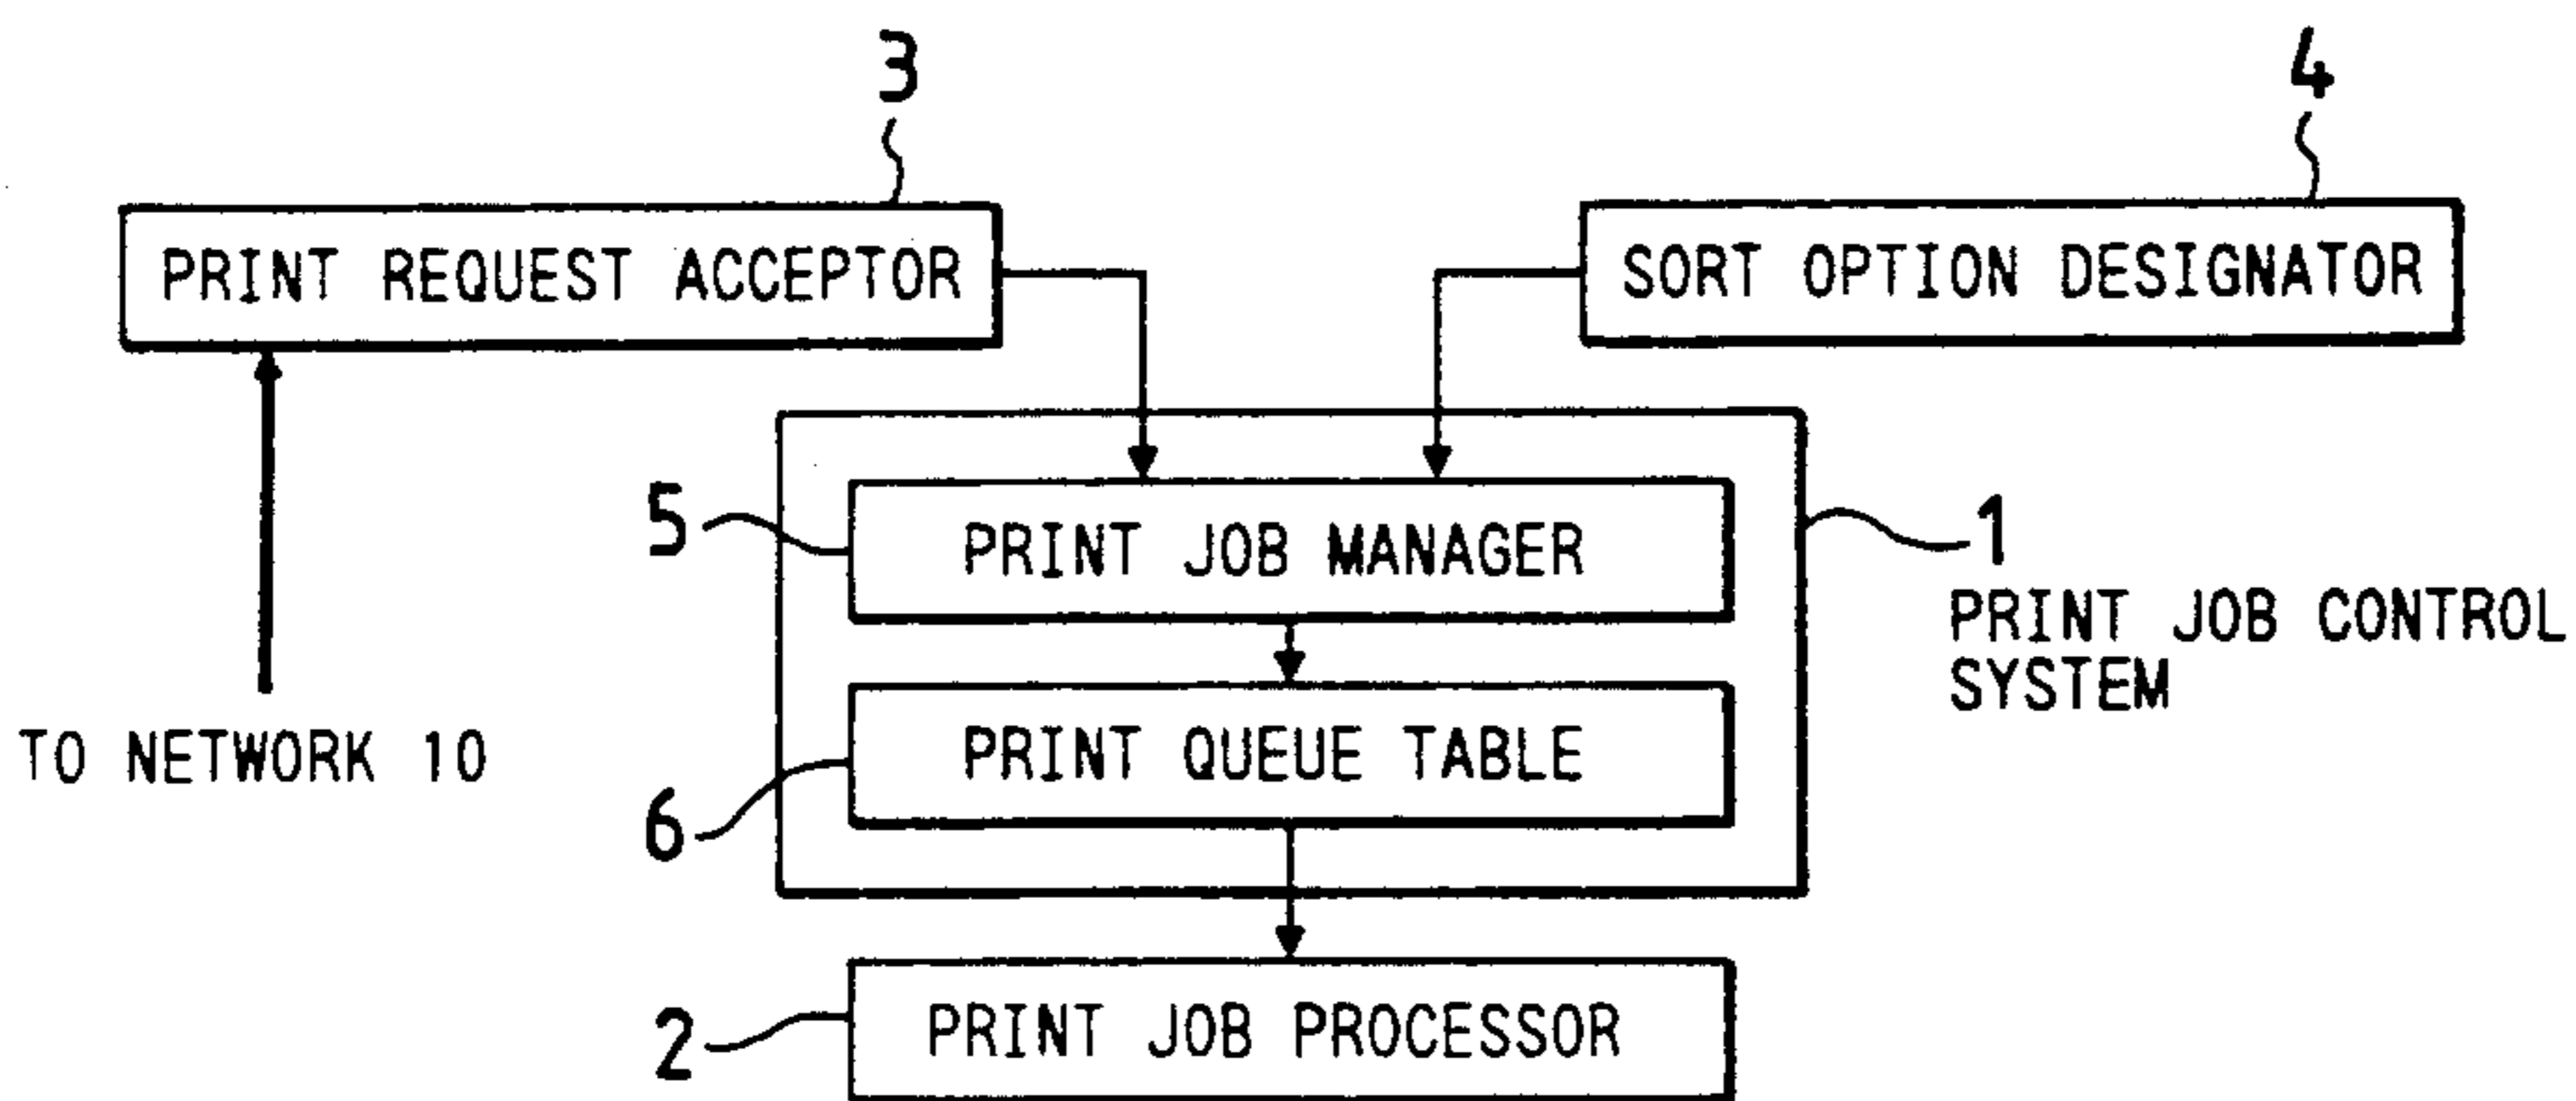 3
4
PRINT REQUEST ACCEPTOR
SORT OPTION DESIGNATOR
5
PRINT JOB MANAGER
1
PRINT JOB CONTROL
SYSTEM
TO NETWORK 10
6
PRINT QUEUE TABLE
2
PRINT JOB PROCESSOR